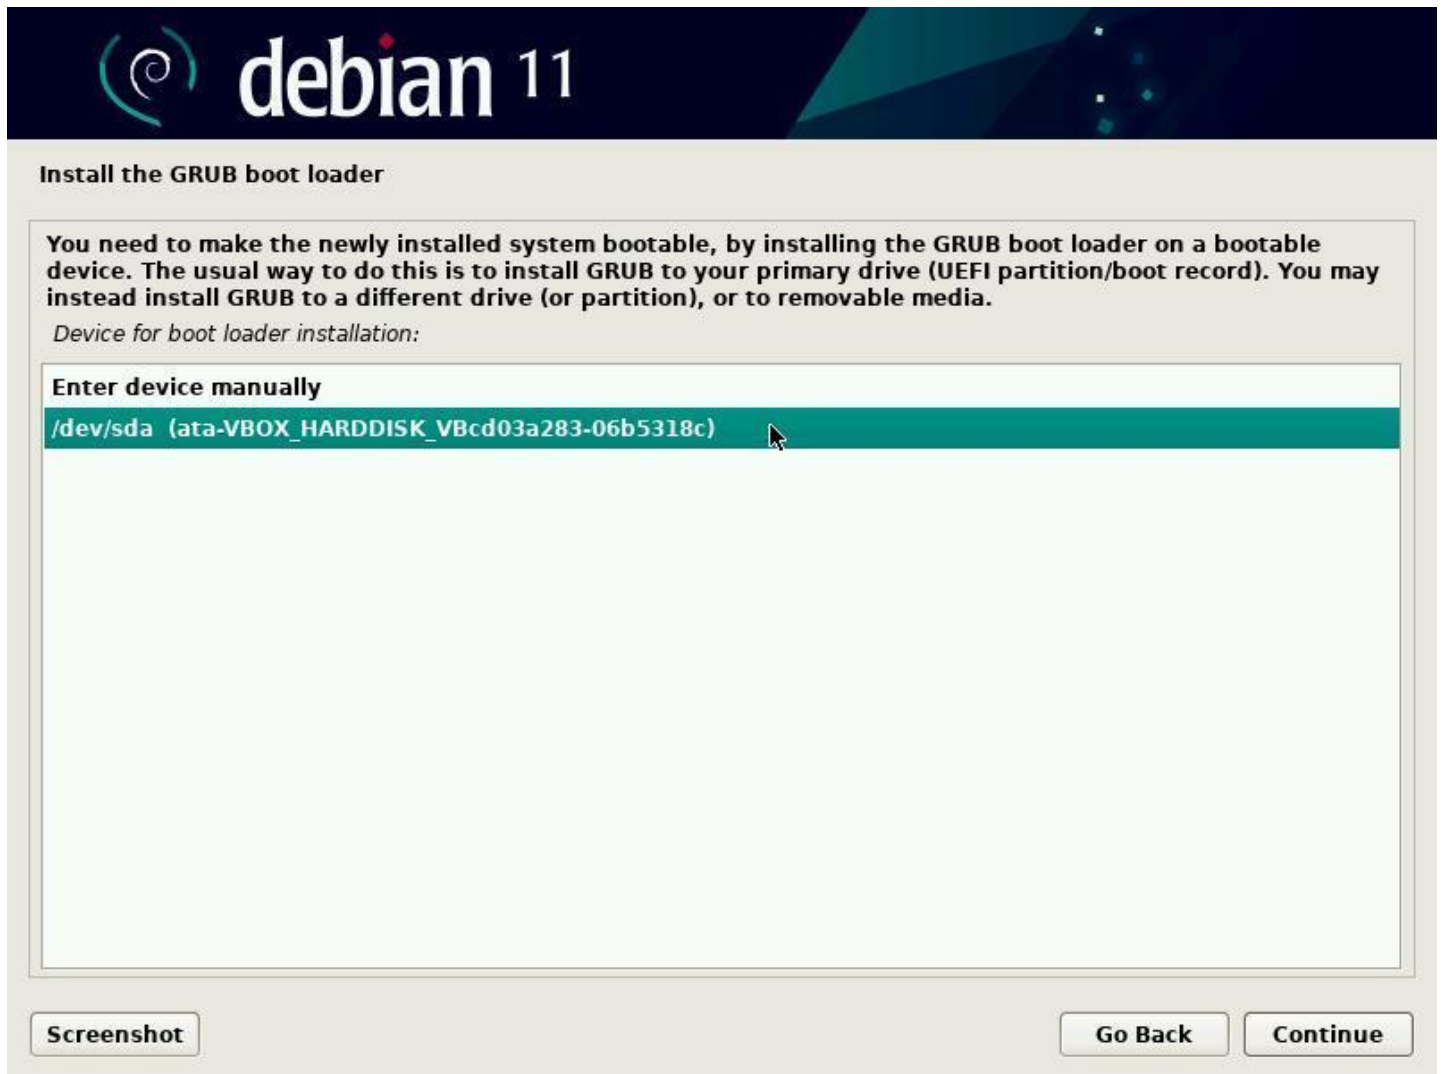 debian 11
Install the GRUB boot loader
You need to make the newly installed system bootable, by installing the GRUB boot loader on a bootable
device. The usual way to do this is to install GRUB to your primary drive (UEFI partition/boot record). You may
instead install GRUB to a different drive (or partition), or to removable media.
Device for boot loader installation:
Enter device manually
/dev/sda  (ata-VBOX_HARDDISK_VBcd03a283-06b5318c)
Screenshot
Go Back
Continue